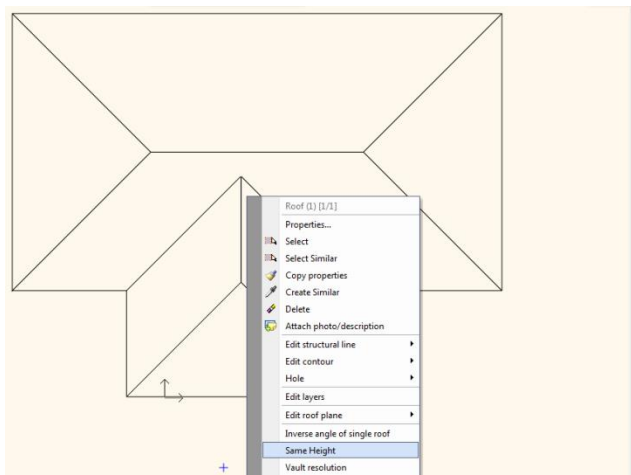 Roof (1) [1/1]
Properties...
Select
Select Similar
Copy properties
Create Similar
Delete
Attach photo/description
Edit structural line
Edit contour
Hole
Edit layers
Edit roof plane
Inverse angle of single roof
Same Height
Vault resolution